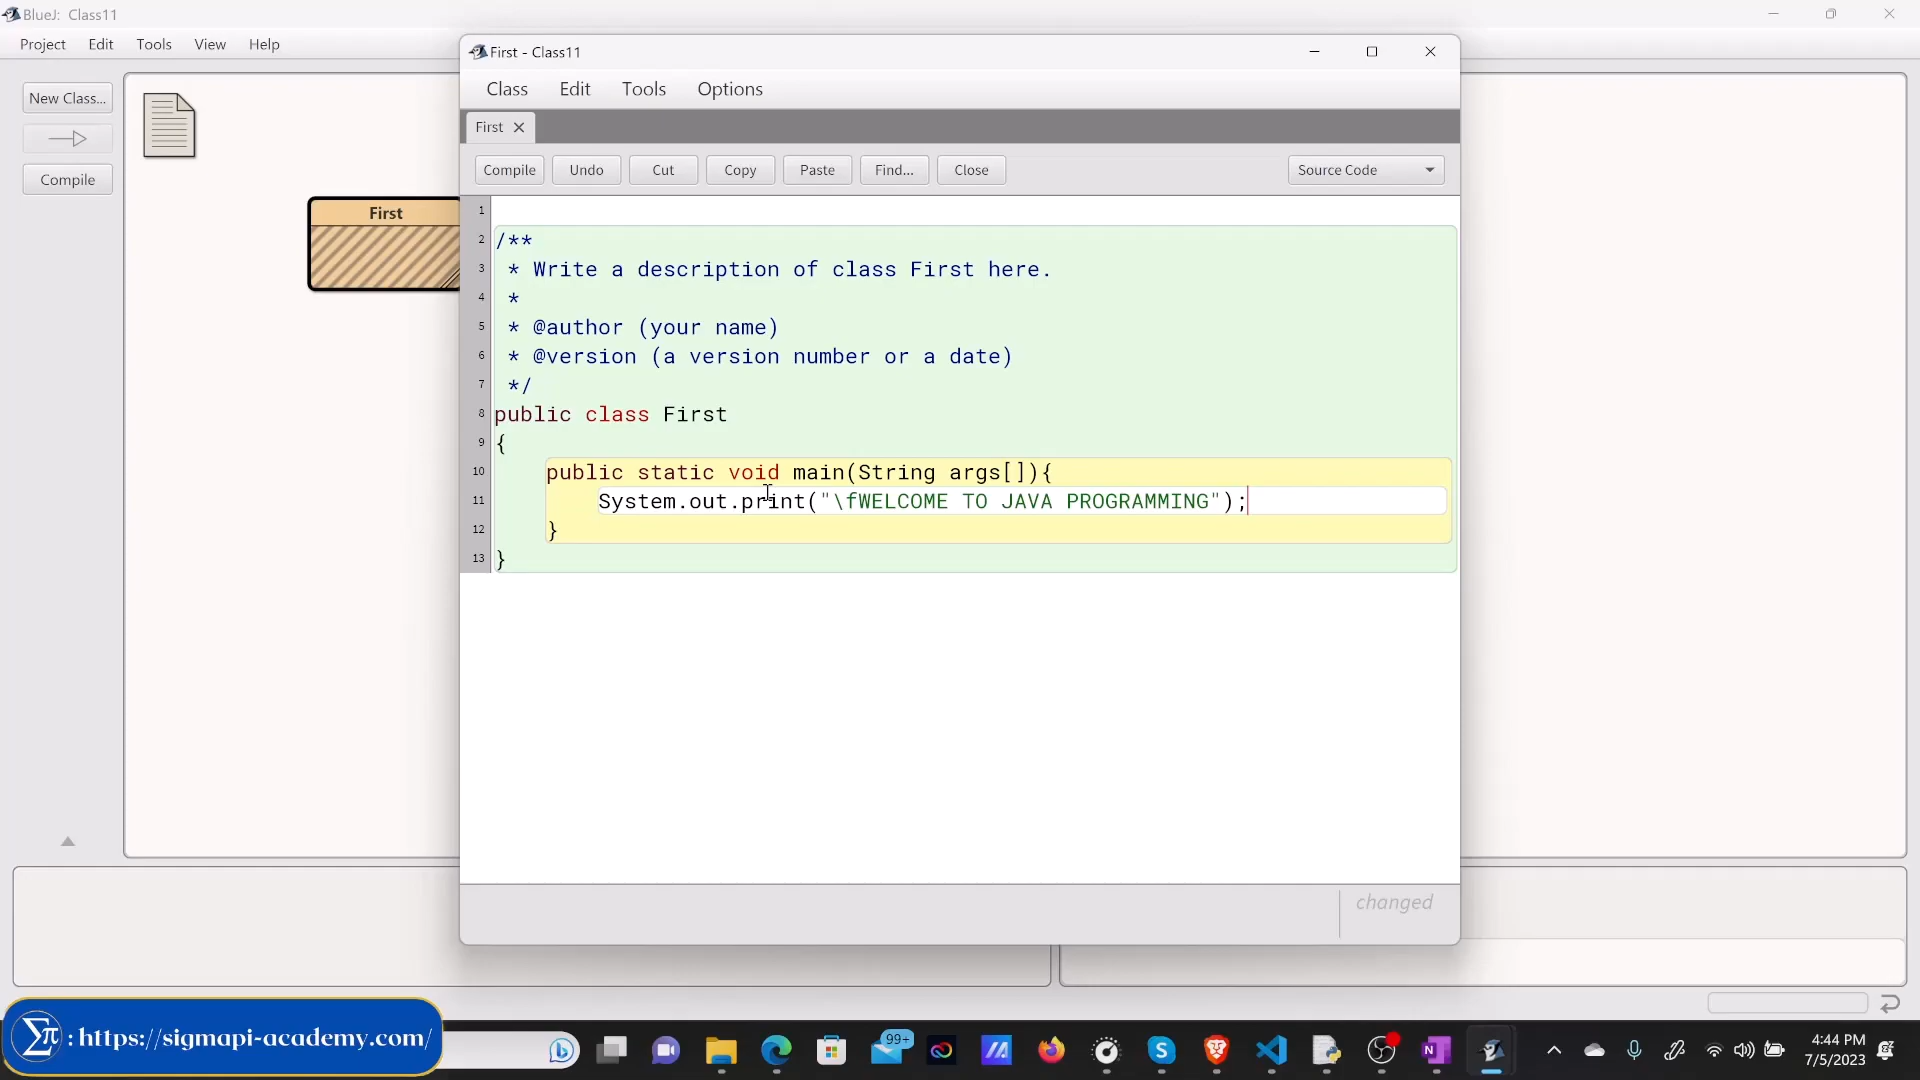 BlueJ: Class11
Project Edit Tools View Help
New Class...
Compile
First
First - Class11
Class Edit Tools Options
First
Compile Undo Cut Copy Paste Find... Close Source Code
1
2 /**
3 * Write a description of class First here.
4 *
5 * @author (your name)
6 * @version (a version number or a date)
7 */
8 public class First
9 {
10 public static void main(String args[]){
11 System.out.print("\fWELCOME TO JAVA PROGRAMMING");
12 }
13 }
changed
Σπ : https://sigmapi-academy.com/
99+
4:44 PM
7/5/2023